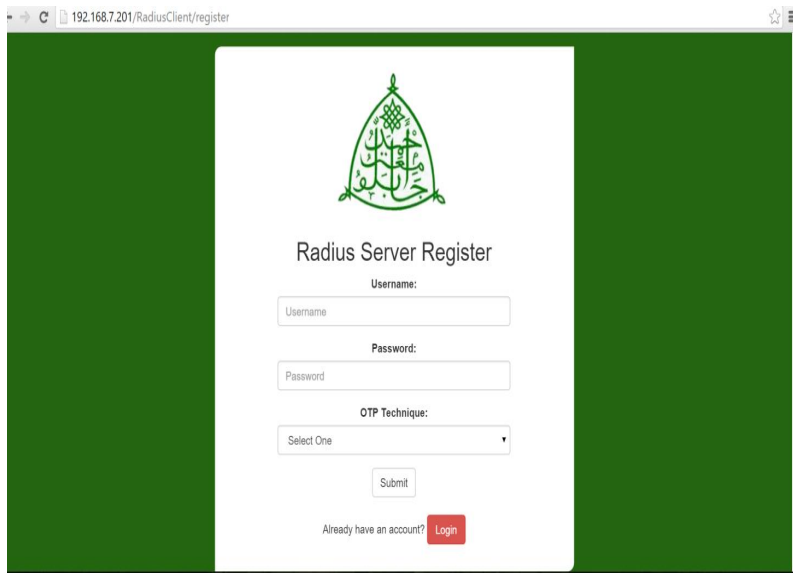 192.168.7.201/RadiusClient/register
Radius Server Register
Username:
Username
Password:
Password
OTP Technique:
Select One
Submit
Already have an account? Login